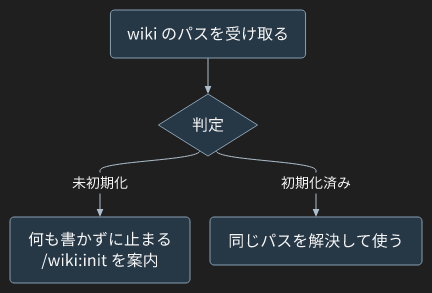 wiki のパスを受け取る
判定
未初期化
初期化済み
何も書かずに止まる
/wiki:init を案内
同じパスを解決して使う